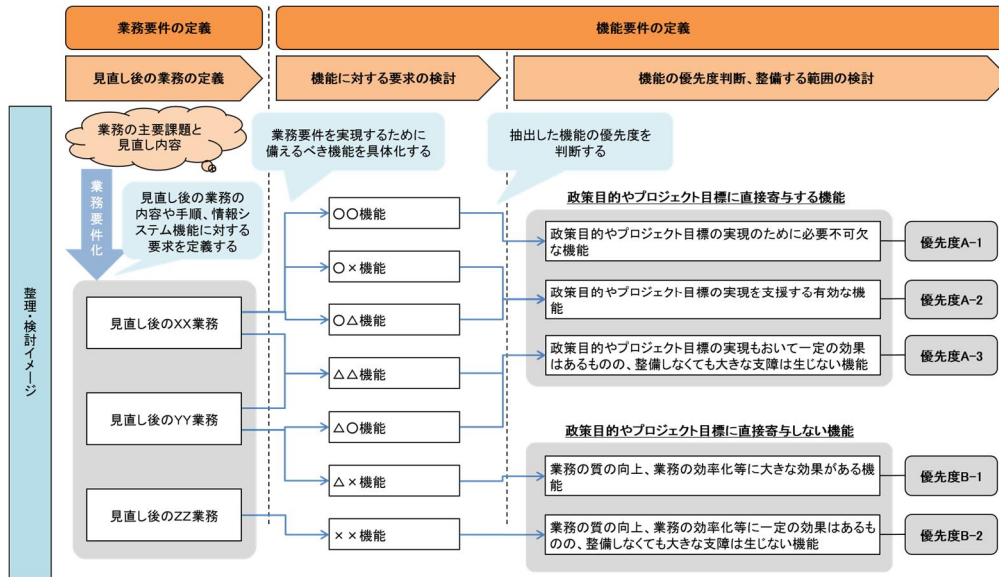 業務要件の定義
機能要件の定義
見直し後の業務の定義
機能に対する要求の検討
機能の優先度判断、整備する範囲の検討
整理・検討イメージ
業務の主要課題と
見直し内容
業務要件化
見直し後の業務の
内容や手順、情報シ
ステム機能に対する
要求を定義する
業務要件を実現するために
備えるべき機能を具体化する
抽出した機能の優先度を
判断する
見直し後のXX業務
見直し後のYY業務
見直し後のZZ業務
○○機能
○×機能
○△機能
△△機能
△○機能
△×機能
××機能
政策目的やプロジェクト目標に直接寄与する機能
政策目的やプロジェクト目標の実現のために必要不可欠
な機能
優先度A-1
政策目的やプロジェクト目標の実現を支援する有効な機
能
優先度A-2
政策目的やプロジェクト目標の実現もおいて一定の効果
はあるものの、整備しなくても大きな支障は生じない機能
優先度A-3
政策目的やプロジェクト目標に直接寄与しない機能
業務の質の向上、業務の効率化等に大きな効果がある機
能
優先度B-1
業務の質の向上、業務の効率化等に一定の効果はあるも
のの、整備しなくても大きな支障は生じない機能
優先度B-2